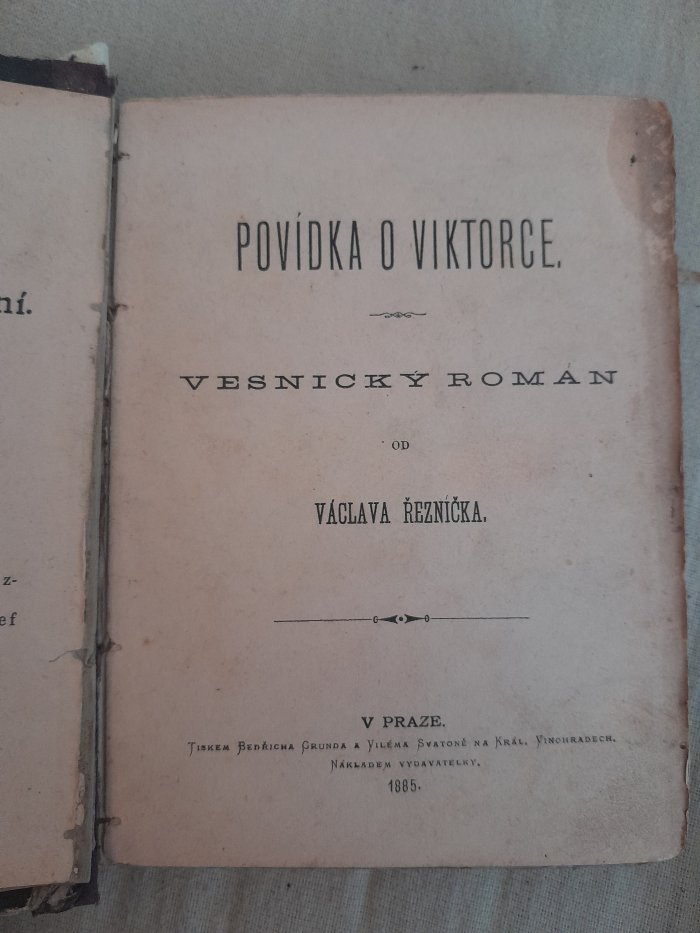 ní.
z-
ef
POVÍDKA O VIKTORCE.
VESNICKÝ ROMÁN
OD
VÁCLAVA ŘEZNÍČKA.
V PRAZE.
TISKEM BEDŘICHA GRUNDA A VILÉMA SVATONĚ NA KRÁL. VINOHRADECH.
NÁKLADEM VYDAVATELKY.
1885.